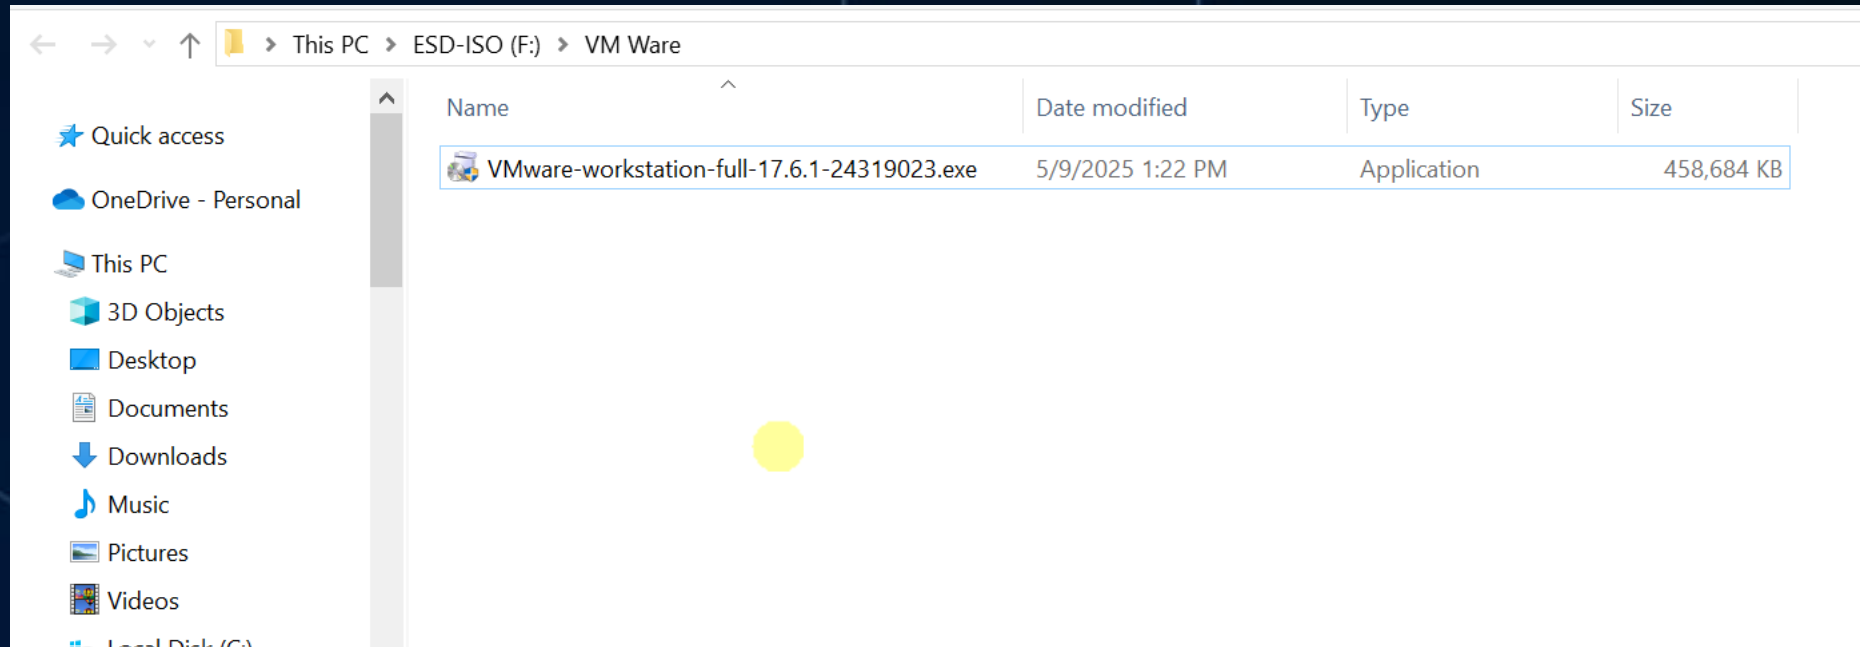 This PC > ESD-ISO (F:) > VM Ware
Name Date modified Type Size
VMware-workstation-full-17.6.1-24319023.exe 5/9/2025 1:22 PM Application 458,684 KB
Quick access
OneDrive - Personal
This PC
3D Objects
Desktop
Documents
Downloads
Music
Pictures
Videos
Local Disk (C:)